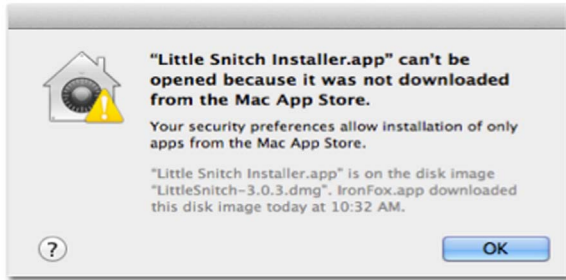 “Little Snitch Installer.app” can’t be
opened because it was not downloaded
from the Mac App Store.
Your security preferences allow installation of only
apps from the Mac App Store.
“Little Snitch Installer.app” is on the disk image
“LittleSnitch-3.0.3.dmg”. IronFox.app downloaded
this disk image today at 10:32 AM.
? OK